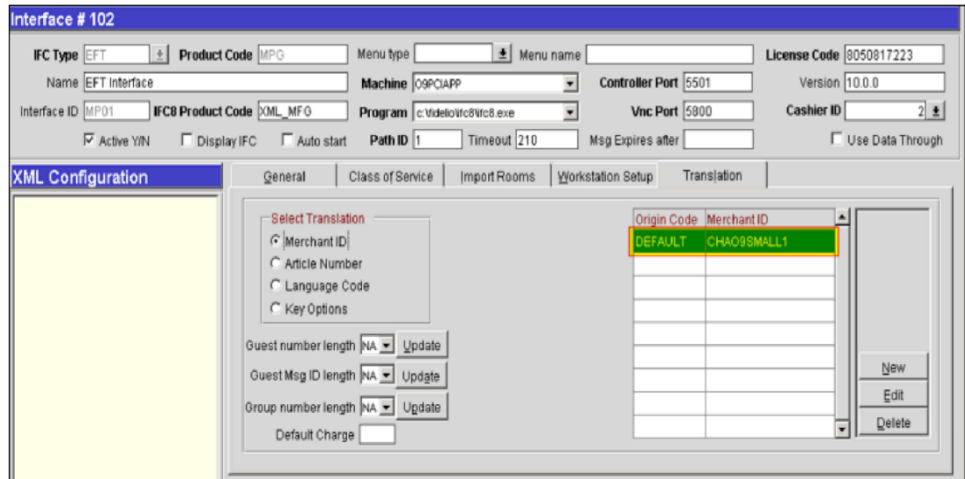 Interface # 102
IFC Type EFT Product Code MPG Menu type Menu name License Code 8050817223
Name EFT Interface Machine O9PCIAPP Controller Port 5501 Version 10.0.0
Interface ID MP01 IFC8 Product Code XML_MFG Program c:\fidelio\ifc8\ifc8.exe Vnc Port 5800 Cashier ID 2
Active Y/N Display IFC Auto start Path ID 1 Timeout 210 Msg Expires after Use Data Through
XML Configuration General Class of Service Import Rooms Workstation Setup Translation
Select Translation
Merchant ID
Article Number
Language Code
Key Options
Guest number length NA Update
Guest Msg ID length NA Update
Group number length NA Update
Default Charge
Origin Code Merchant ID
DEFAULT CHAO9SMALL1
New
Edit
Delete